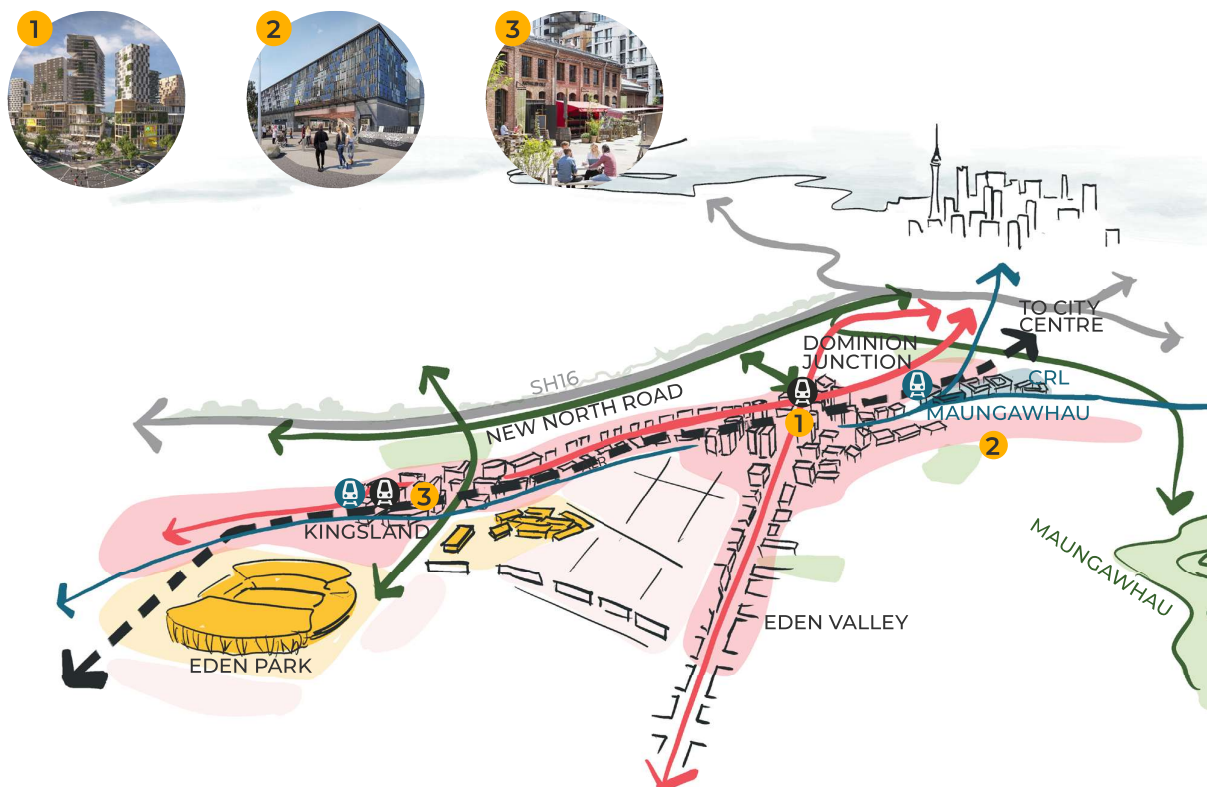 1
2
3
TO CITY
CENTRE
DOMINION
JUNCTION
SH16
CRL
NEW NORTH ROAD
MAUNGAWHAU
1
2
3
KINGSLAND
MAUNGAWHAU
EDEN VALLEY
EDEN PARK